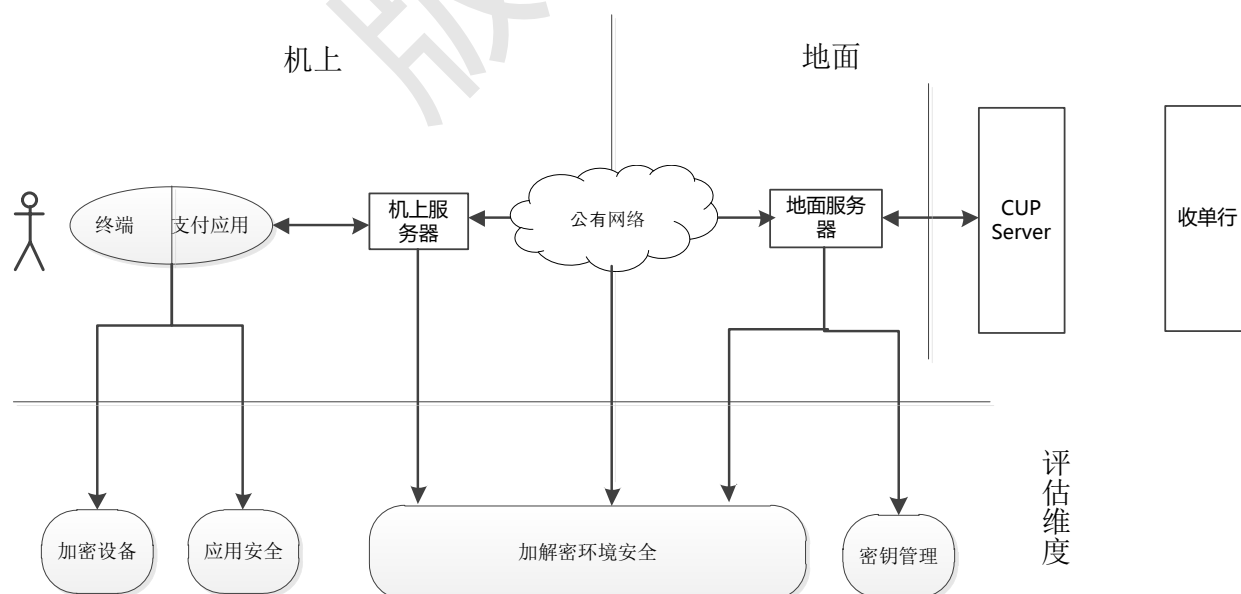 版
机上
地面
终端
支付应用
机上服
务器
公有网络
地面服务
器
CUP
Server
收单行
评估维度
加密设备
应用安全
加解密环境安全
密钥管理